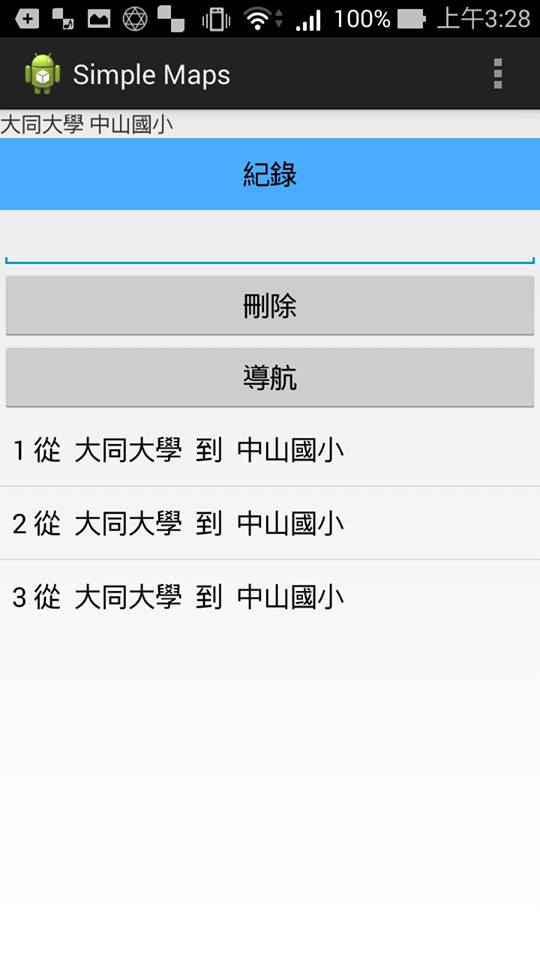 100% 上午3:28
Simple Maps
大同大學 中山國小
紀錄
刪除
導航
1 從 大同大學 到 中山國小
2 從 大同大學 到 中山國小
3 從 大同大學 到 中山國小